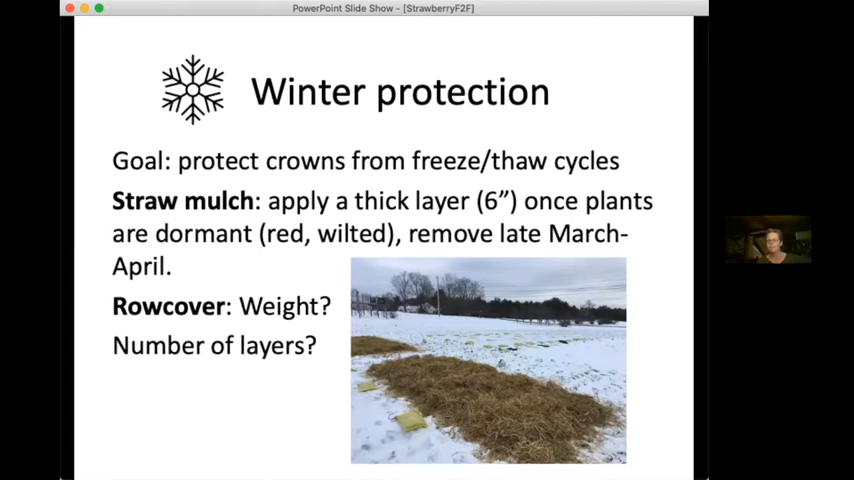 PowerPoint Slide Show - [StrawberryF2F]
Winter protection
Goal: protect crowns from freeze/thaw cycles
Straw mulch: apply a thick layer (6”) once plants
are dormant (red, wilted), remove late March-
April.
Rowcover: Weight?
Number of layers?